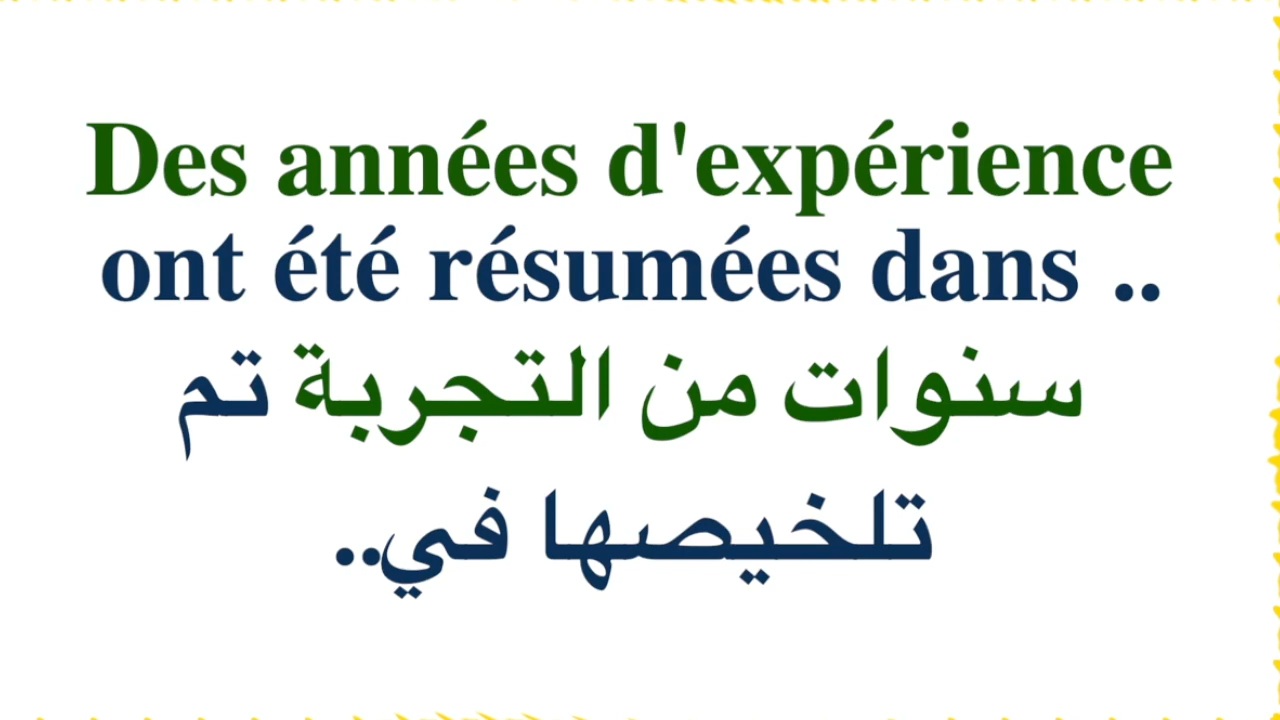 Des années d'expérience
ont été résumées dans ..
سنوات من التجربة تم
تلخيصها في..